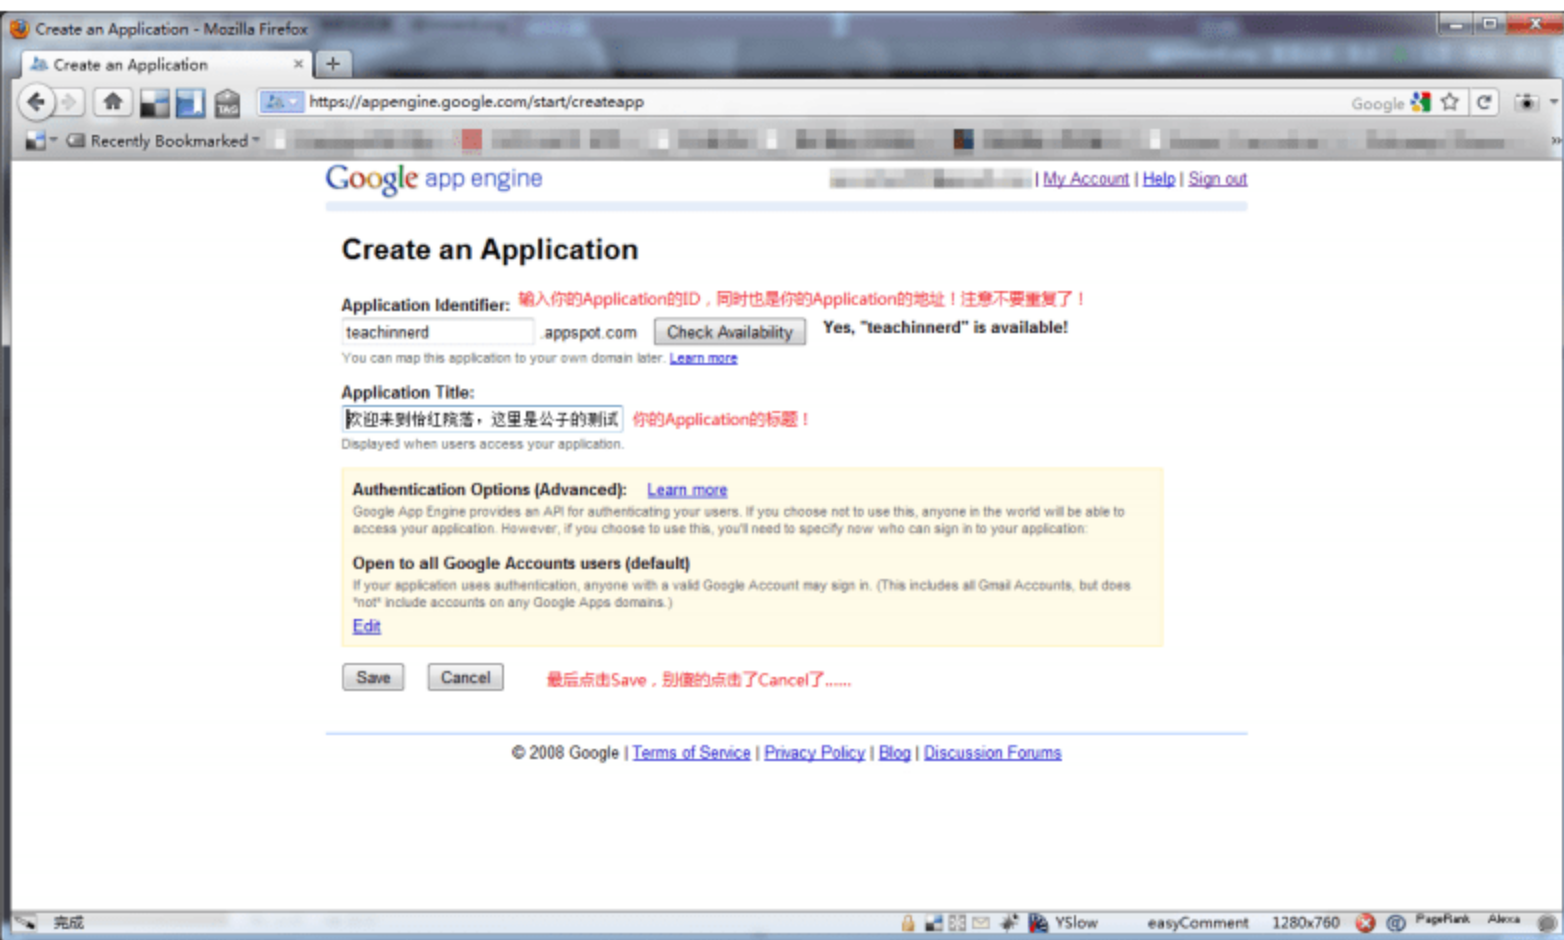 Create an Application - Mozilla Firefox
Create an Application
https://appengine.google.com/start/createapp
Google
Recently Bookmarked
Google app engine
| My Account | Help | Sign out
Create an Application
Application Identifier: 输入你的Application的ID，同时也是你的Application的地址！注意不要重复了！
teachinnerd .appspot.com Check Availability Yes, "teachinnerd" is available!
You can map this application to your own domain later. Learn more
Application Title:
欢迎来到怡红院落，这里是公子的测试 你的Application的标题！
Displayed when users access your application.
Authentication Options (Advanced): Learn more
Google App Engine provides an API for authenticating your users. If you choose not to use this, anyone in the world will be able to
access your application. However, if you choose to use this, you'll need to specify now who can sign in to your application:
Open to all Google Accounts users (default)
If your application uses authentication, anyone with a valid Google Account may sign in. (This includes all Gmail Accounts, but does
*not* include accounts on any Google Apps domains.)
Edit
Save Cancel 最后点击Save，别傻的点击了Cancel了......
© 2008 Google | Terms of Service | Privacy Policy | Blog | Discussion Forums
完成 YSlow easyComment 1280x760 PageRank Alexa